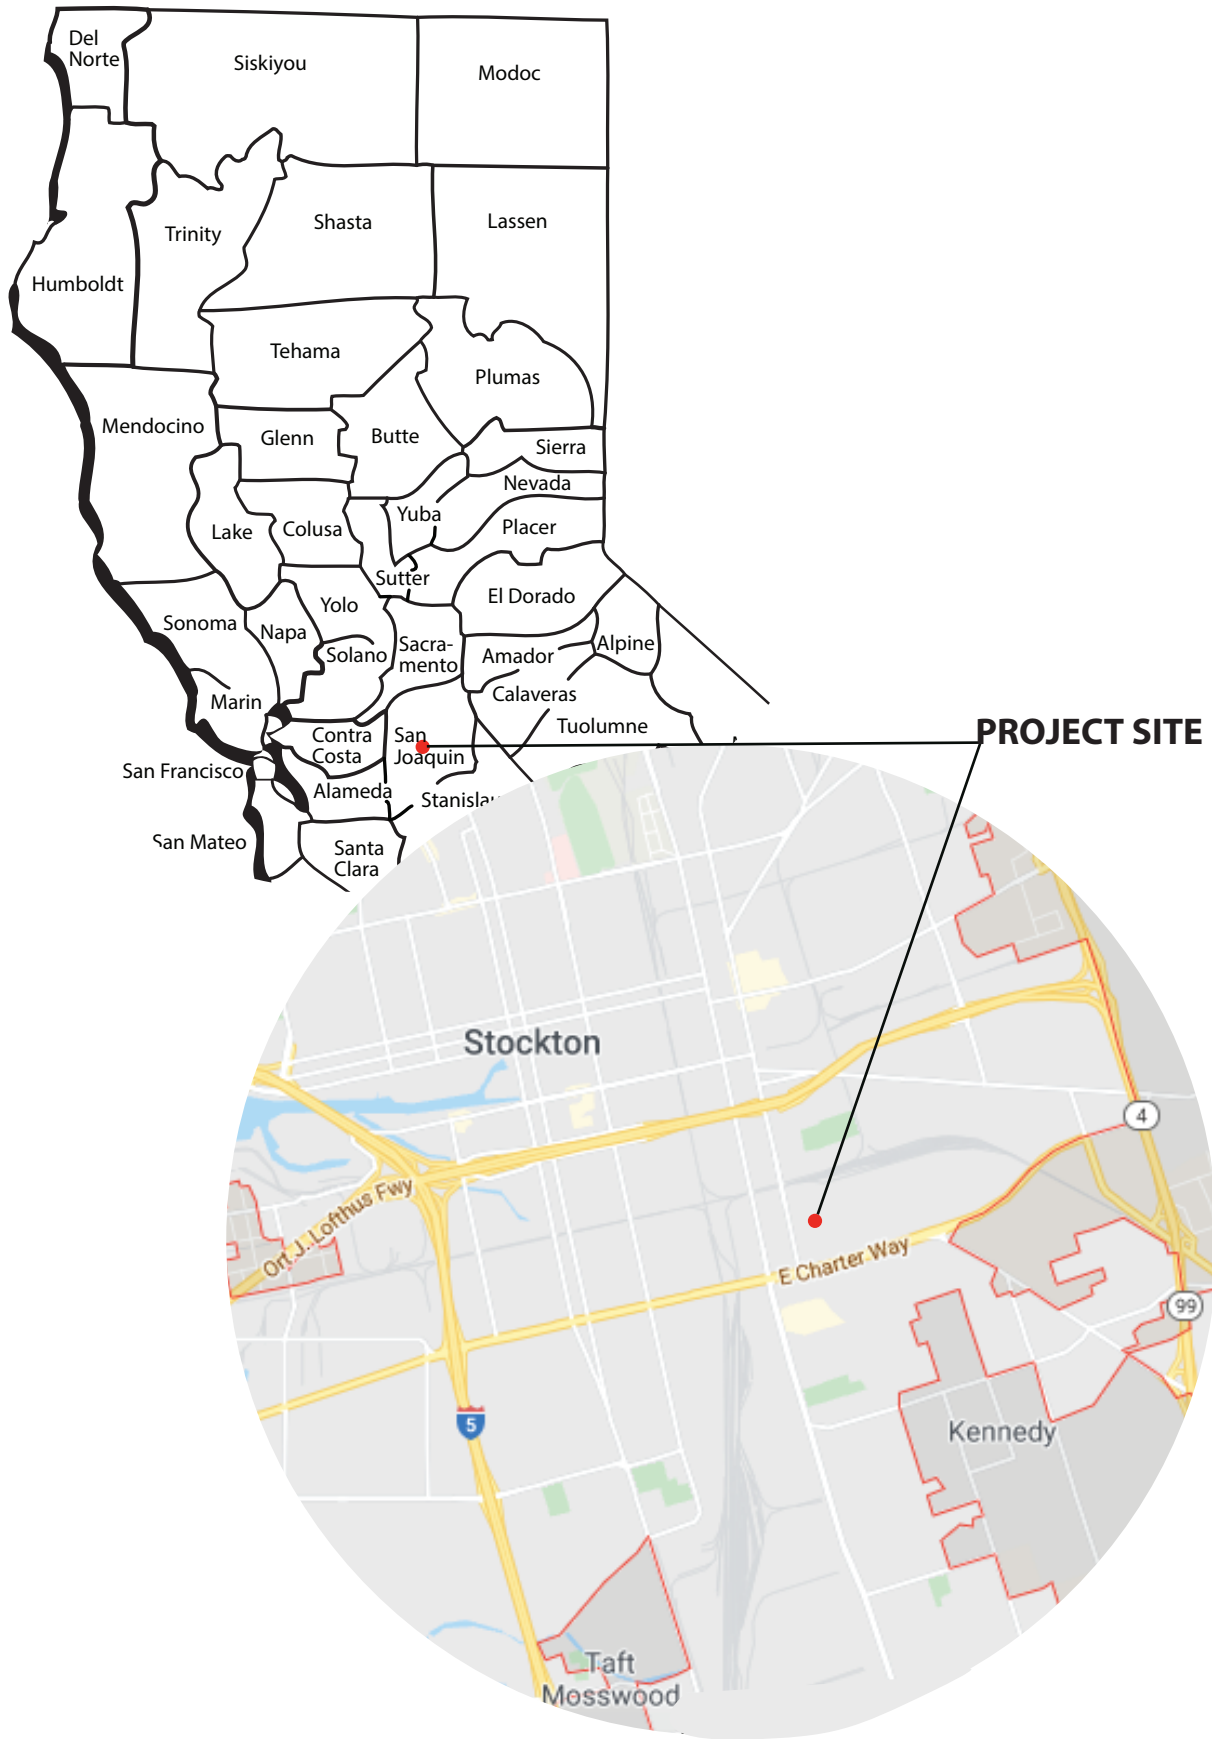 Del
Norte
Siskiyou
Modoc
Trinity
Shasta
Lassen
Humboldt
Tehama
Plumas
Mendocino
Glenn
Butte
Sierra
Nevada
Yuba
Placer
Lake
Colusa
Sutter
El Dorado
Yolo
Sonoma
Napa
Solano
Sacra-
mento
Amador
Alpine
Marin
Calaveras
Contra
Costa
San
Joaquin
Tuolumne
PROJECT SITE
San Francisco
Alameda
Stanislau
San Mateo
Santa
Clara
Stockton
4
Ort J. Lofthus Fwy
E Charter Way
99
5
Kennedy
Taft
Mosswood